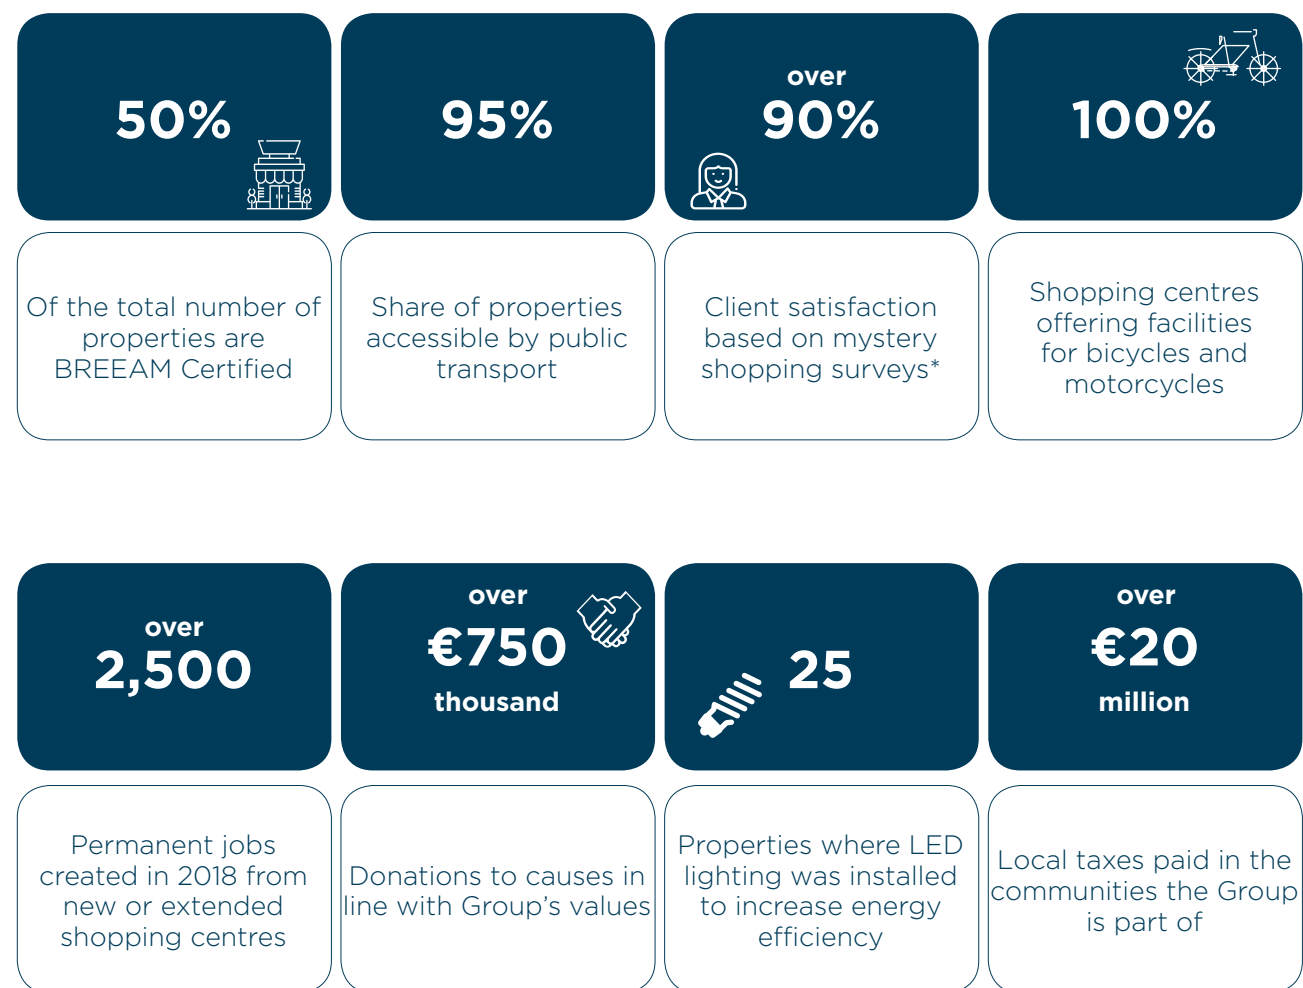 50%
95%
over
90%
100%
Of the total number of
properties are
BREEAM Certified
Share of properties
accessible by public
transport
Client satisfaction
based on mystery
shopping surveys*
Shopping centres
offering facilities
for bicycles and
motorcycles
over
2,500
over
€750
thousand
25
over
€20
million
Permanent jobs
created in 2018 from
new or extended
shopping centres
Donations to causes in
line with Group's values
Properties where LED
lighting was installed
to increase energy
efficiency
Local taxes paid in the
communities the Group
is part of